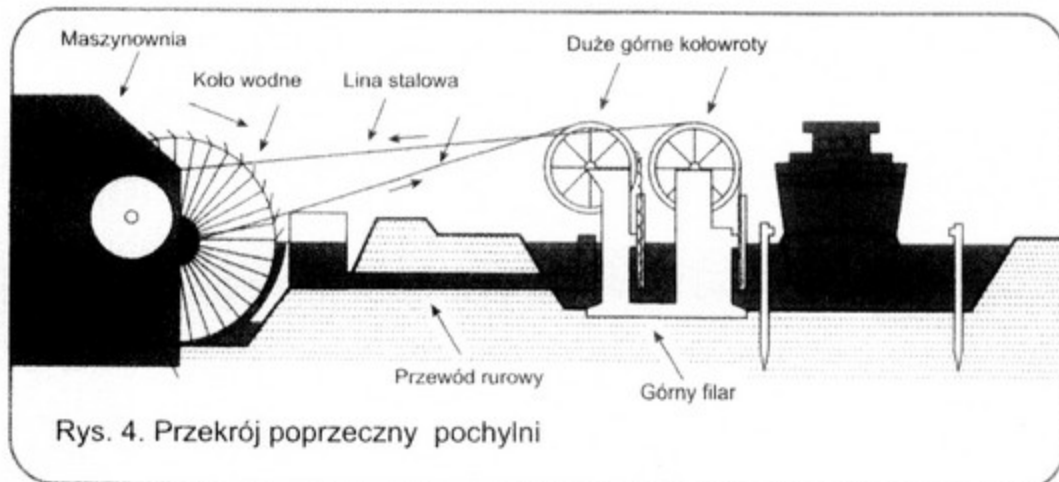 Maszynownia
Duże górne kołowroty
Koło wodne
Lina stalowa
Przewód rurowy
Górny filar
Rys. 4. Przekrój poprzeczny pochylni